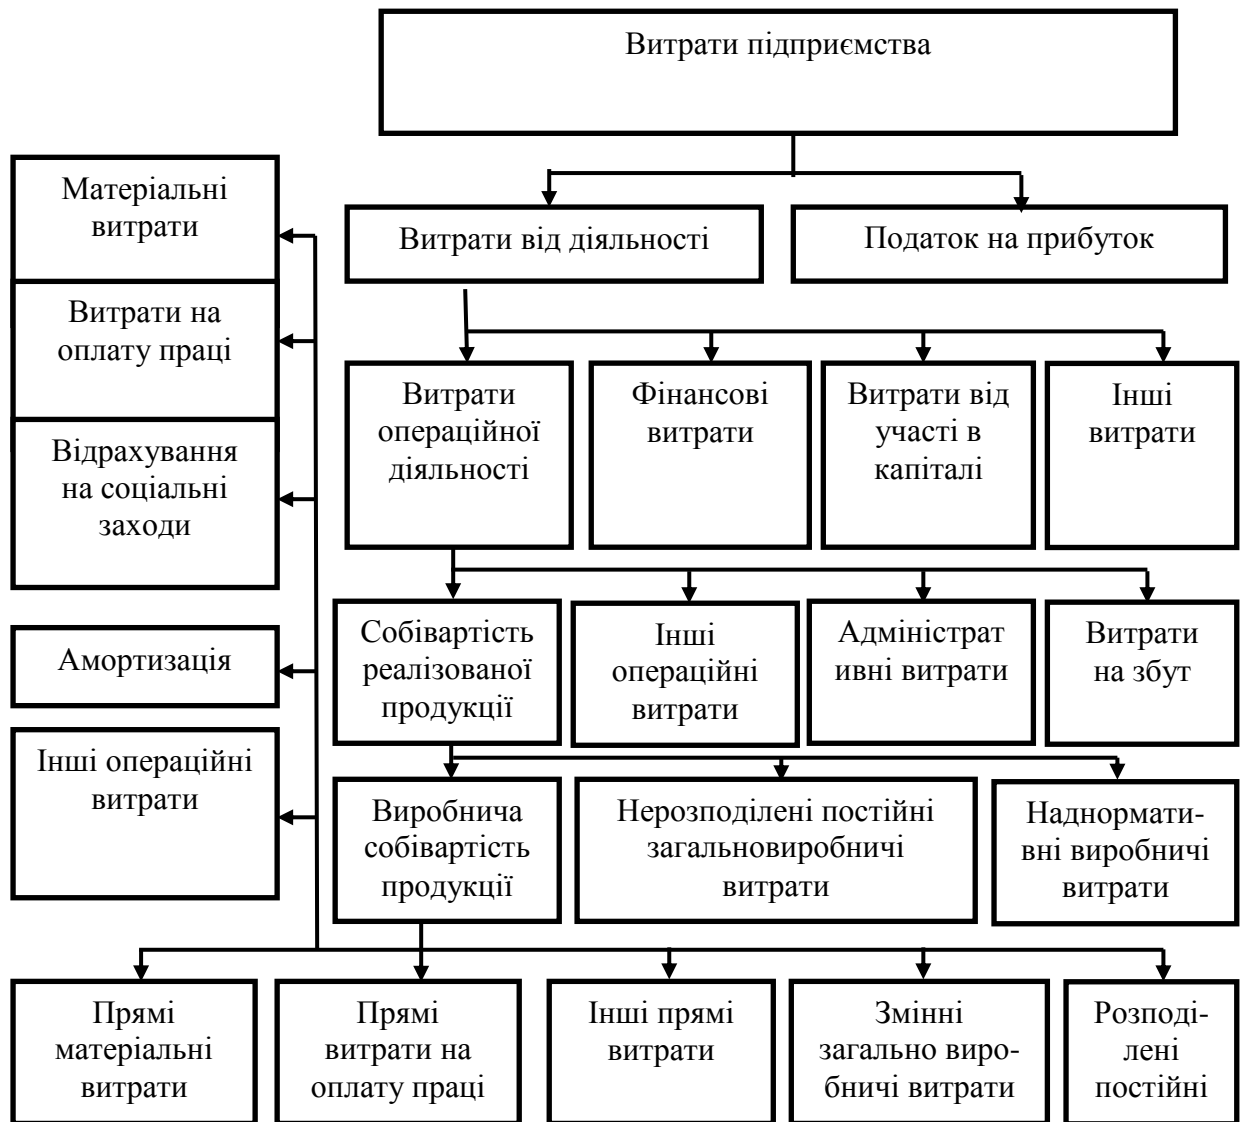 Витрати підприємства
Матеріальні
витрати
Витрати від діяльності
Податок на прибуток
Витрати на
оплату праці
Відрахування
на соціальні
заходи
Витрати
операційної
діяльності
Фінансові
витрати
Витрати від
участі в
капіталі
Інші
витрати
Амортизація
Собівартість
реалізованої
продукції
Інші
операційні
витрати
Адміністрат
ивні витрати
Витрати
на збут
Інші операційні
витрати
Виробнича
собівартість
продукції
Нерозподілені постійні
загальновиробничі
витрати
Наднормати-
вні виробничі
витрати
Прямі
матеріальні
витрати
Прямі
витрати на
оплату праці
Інші прямі
витрати
Змінні
загально виро-
бничі витрати
Розподі-
лені
постійні